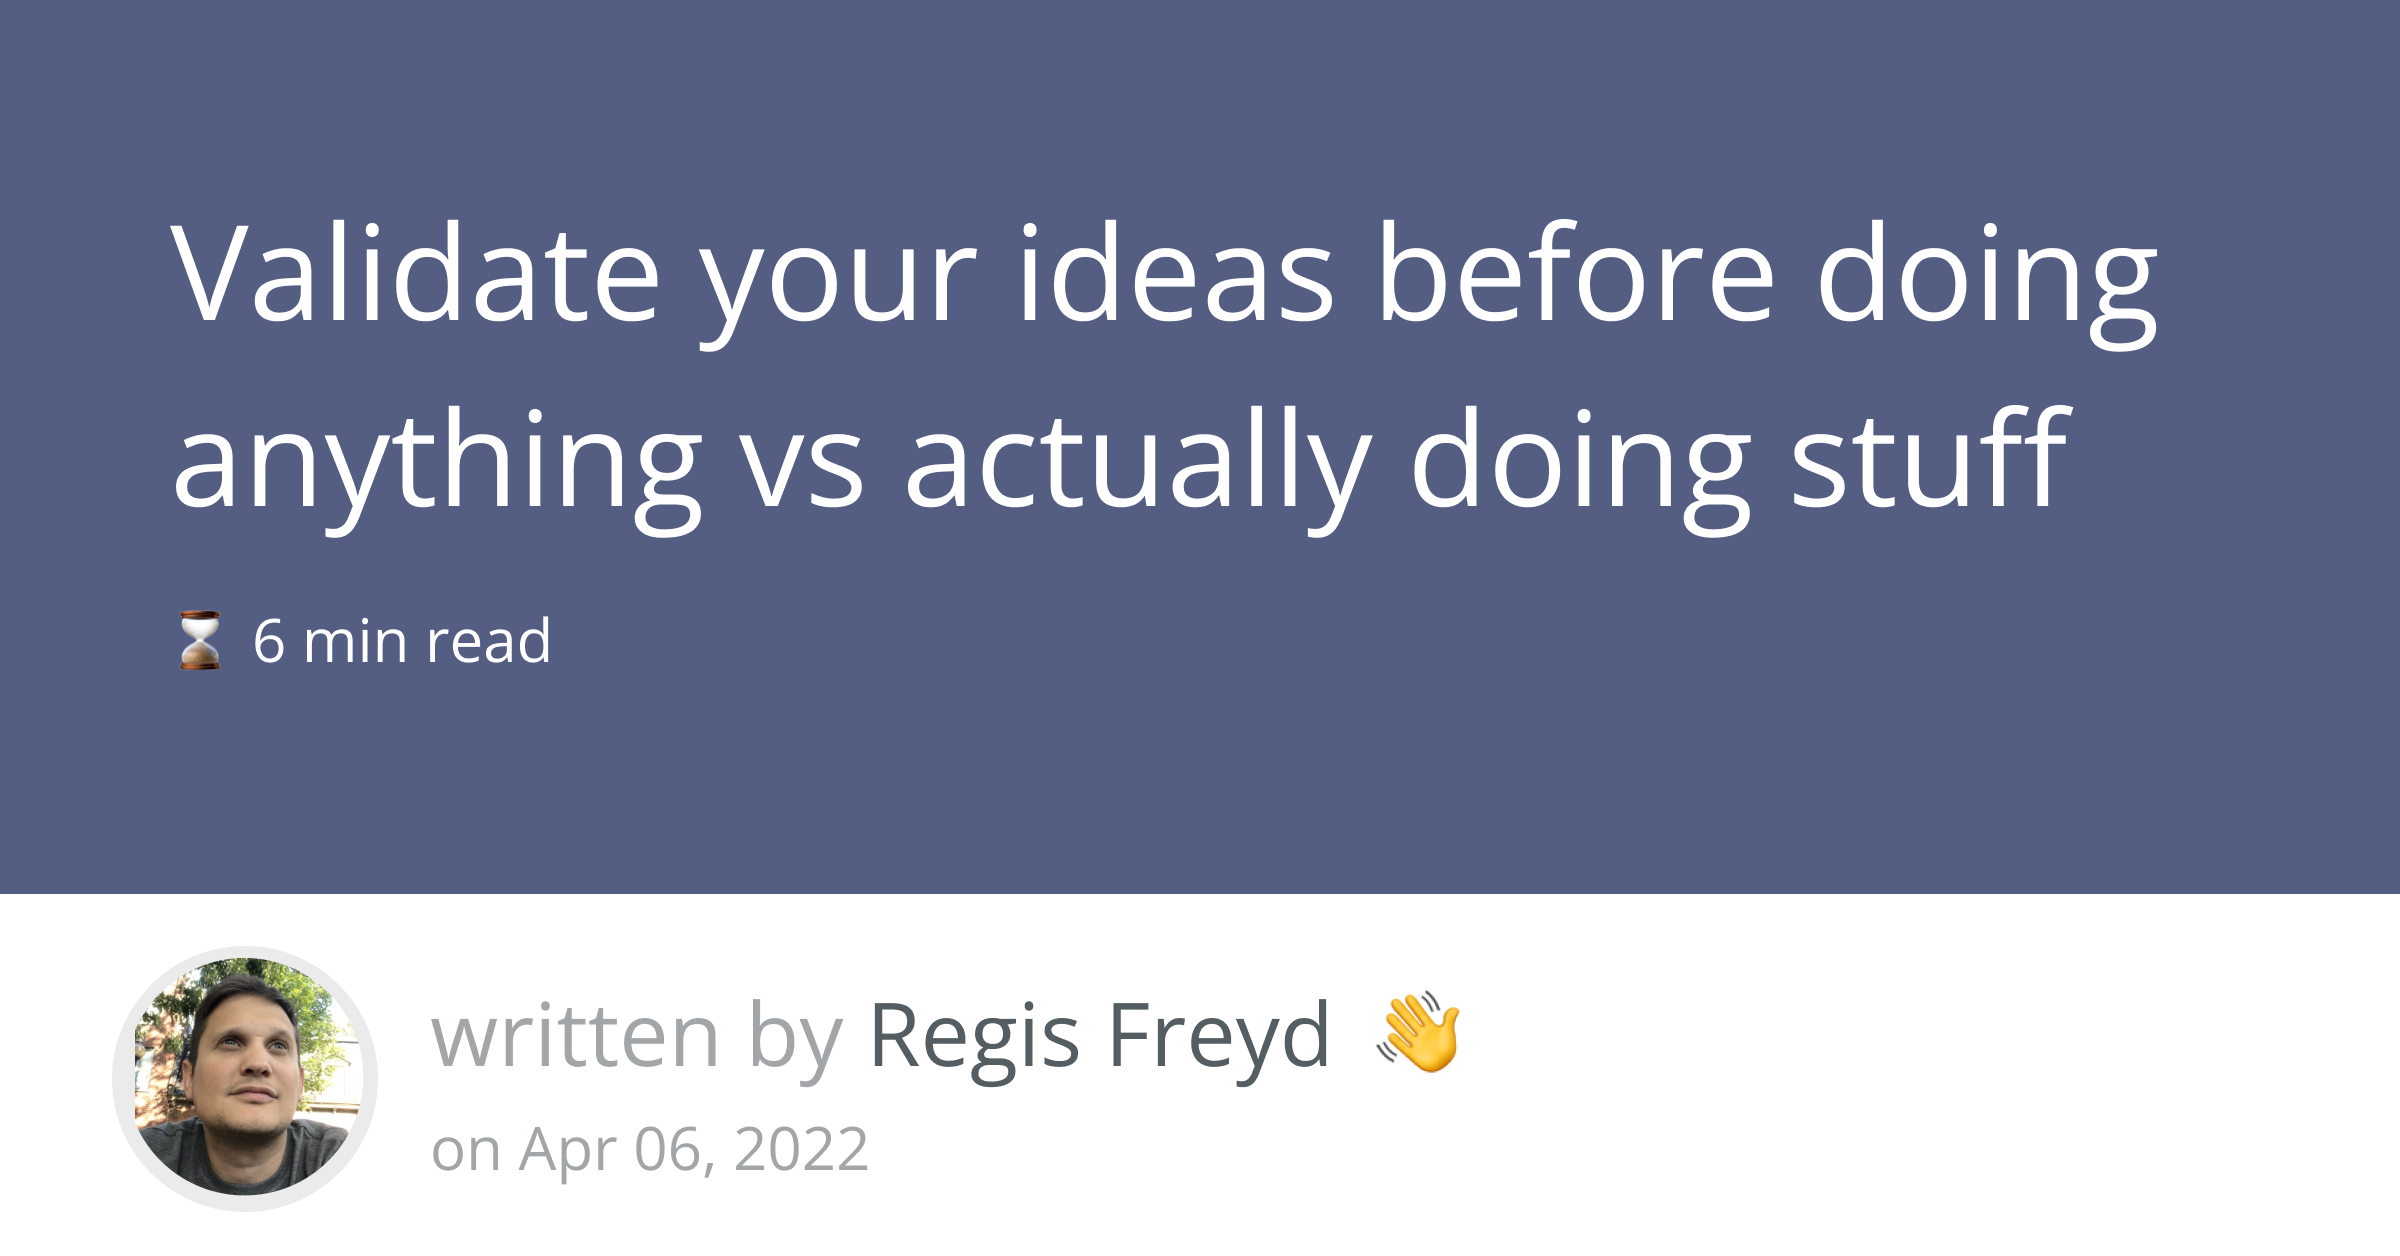 Validate your ideas before doing
anything vs actually doing stuff
⏳ 6 min read
written by Regis Freyd 👋
on Apr 06, 2022